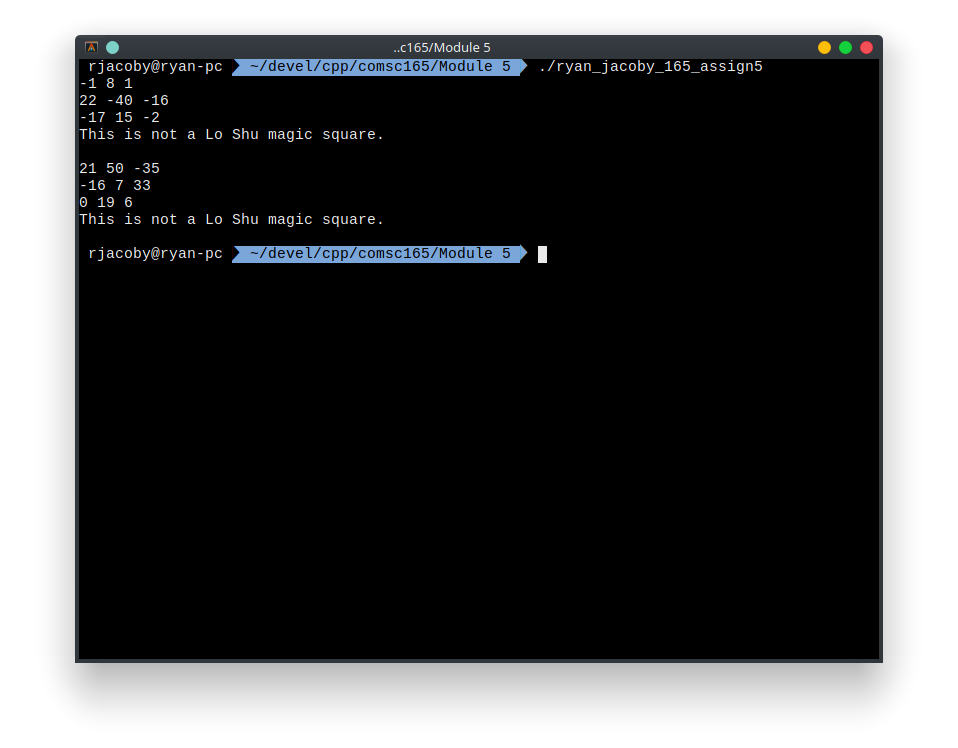 ..c165/Module 5
rjacoby@ryan-pc ~/devel/cpp/comsc165/Module 5 ./ryan_jacoby_165_assign5
-1 8 1
22 -40 -16
-17 15 -2
This is not a Lo Shu magic square.
21 50 -35
-16 7 33
0 19 6
This is not a Lo Shu magic square.
rjacoby@ryan-pc ~/devel/cpp/comsc165/Module 5